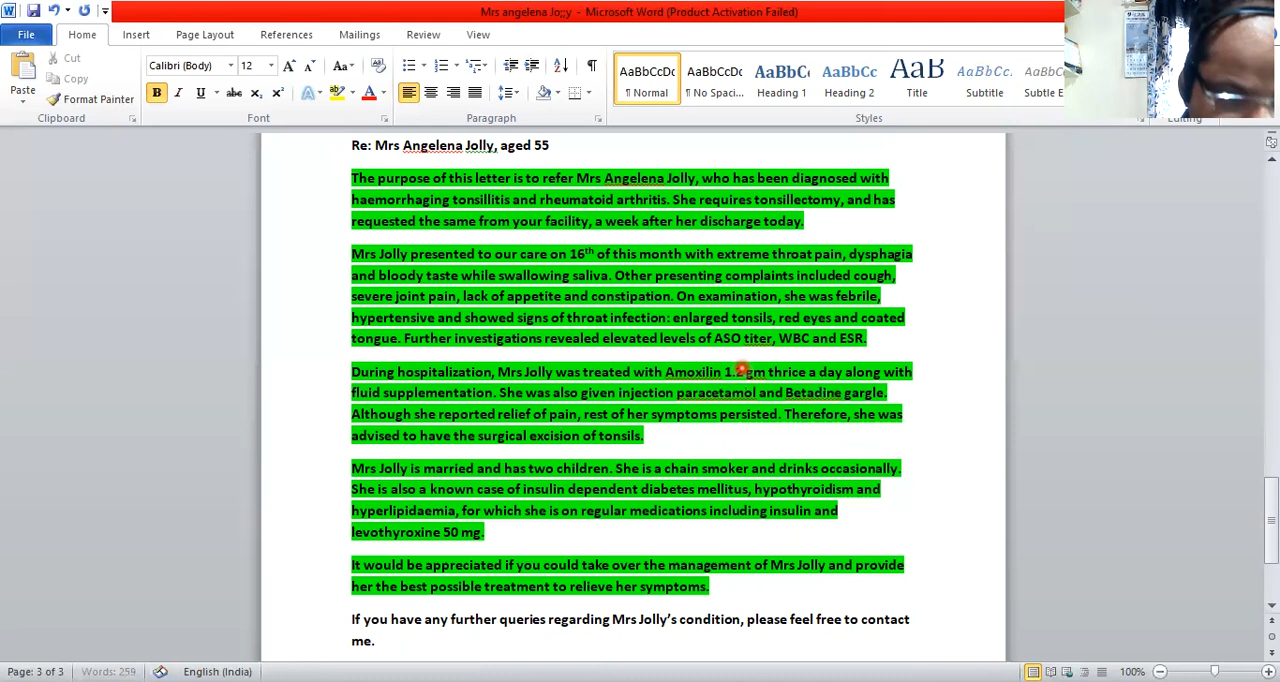 Mrs angelena Jo;;y - Microsoft Word (Product Activation Failed)
File Home Insert Page Layout References Mailings Review View
Paste
Cut
Copy
Format Painter
Clipboard
Calibri (Body) 12
Font
Paragraph
AaBbCcDc AaBbCcDc AaBbCc AaBbCc AaB AaBbCcL AaBbCcL
¶ Normal ¶ No Spaci... Heading 1 Heading 2 Title Subtitle Subtle E
Styles
Editing
Re: Mrs Angelena Jolly, aged 55
The purpose of this letter is to refer Mrs Angelena Jolly, who has been diagnosed with
haemorrhaging tonsillitis and rheumatoid arthritis. She requires tonsillectomy, and has
requested the same from your facility, a week after her discharge today.
Mrs Jolly presented to our care on 16th of this month with extreme throat pain, dysphagia
and bloody taste while swallowing saliva. Other presenting complaints included cough,
severe joint pain, lack of appetite and constipation. On examination, she was febrile,
hypertensive and showed signs of throat infection: enlarged tonsils, red eyes and coated
tongue. Further investigations revealed elevated levels of ASO titer, WBC and ESR.
During hospitalization, Mrs Jolly was treated with Amoxilin 1.2 gm thrice a day along with
fluid supplementation. She was also given injection paracetamol and Betadine gargle.
Although she reported relief of pain, rest of her symptoms persisted. Therefore, she was
advised to have the surgical excision of tonsils.
Mrs Jolly is married and has two children. She is a chain smoker and drinks occasionally.
She is also a known case of insulin dependent diabetes mellitus, hypothyroidism and
hyperlipidaemia, for which she is on regular medications including insulin and
levothyroxine 50 mg.
It would be appreciated if you could take over the management of Mrs Jolly and provide
her the best possible treatment to relieve her symptoms.
If you have any further queries regarding Mrs Jolly's condition, please feel free to contact
me.
Page: 3 of 3 Words: 259 English (India) 100%